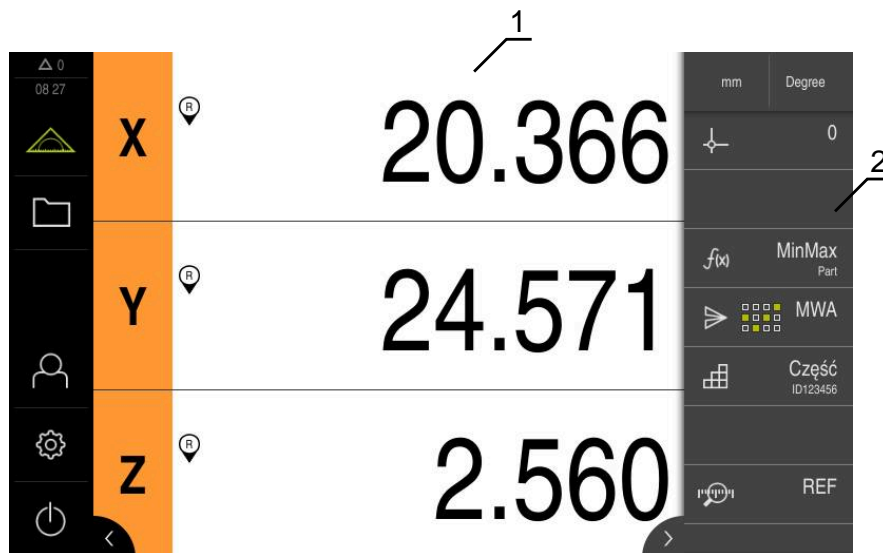 1
△ 0
08 27
X
R
20.366
mm
Degree
0
2
Y
R
24.571
f(x)
MinMax
Part
MWA
Część
ID123456
Z
R
2.560
REF